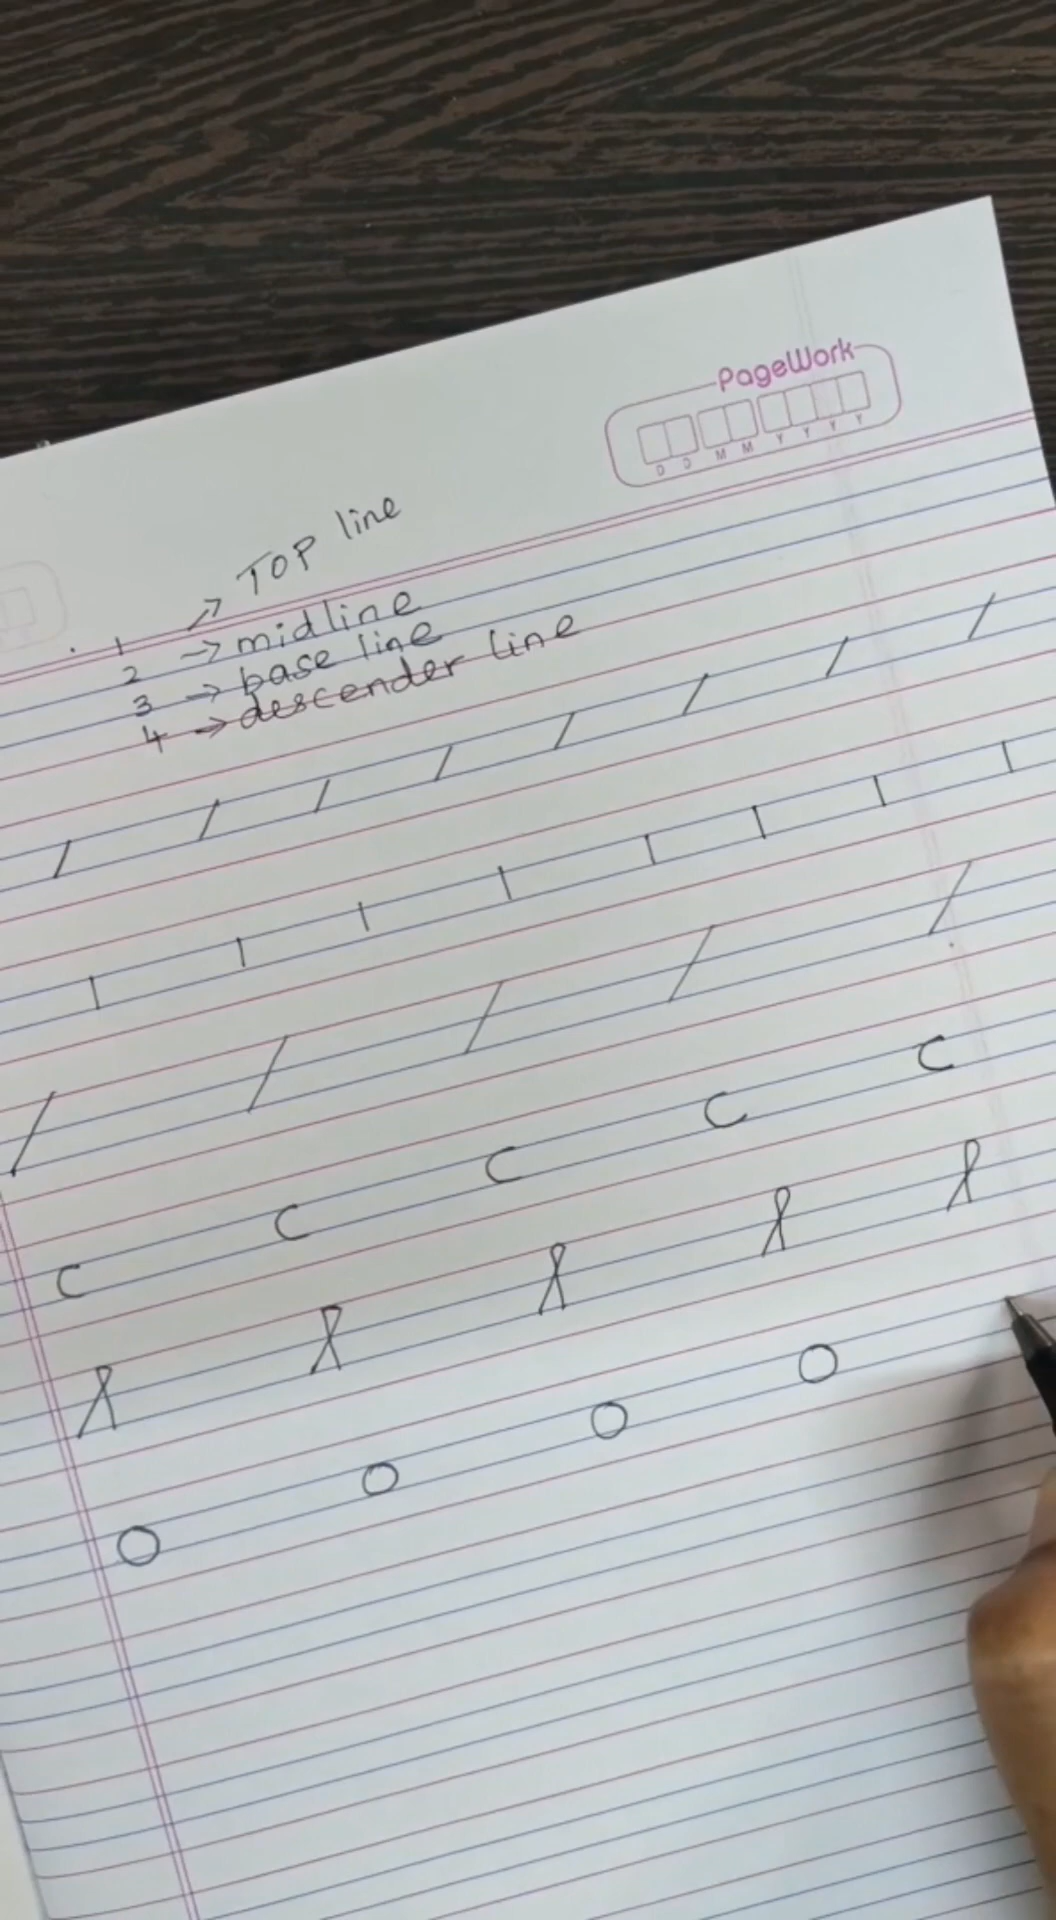 PageWork
D D M M Y Y Y Y
1 → TOP line
2 → midline
3 → base line
4 → descender line
/ / / / / / / /
| | | | | | | |
/ / / / /
C C C C C
O O O O